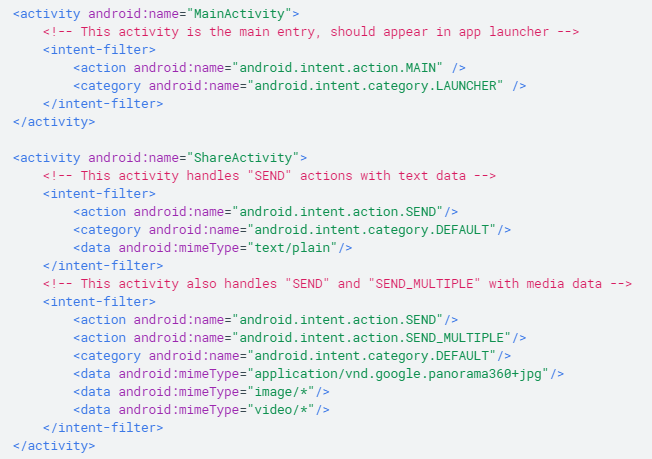 <activity android:name="MainActivity">
    <!-- This activity is the main entry, should appear in app launcher -->
    <intent-filter>
        <action android:name="android.intent.action.MAIN" />
        <category android:name="android.intent.category.LAUNCHER" />
    </intent-filter>
</activity>

<activity android:name="ShareActivity">
    <!-- This activity handles "SEND" actions with text data -->
    <intent-filter>
        <action android:name="android.intent.action.SEND"/>
        <category android:name="android.intent.category.DEFAULT"/>
        <data android:mimeType="text/plain"/>
    </intent-filter>
    <!-- This activity also handles "SEND" and "SEND_MULTIPLE" with media data -->
    <intent-filter>
        <action android:name="android.intent.action.SEND"/>
        <action android:name="android.intent.action.SEND_MULTIPLE"/>
        <category android:name="android.intent.category.DEFAULT"/>
        <data android:mimeType="application/vnd.google.panorama360+jpg"/>
        <data android:mimeType="image/*"/>
        <data android:mimeType="video/*"/>
    </intent-filter>
</activity>